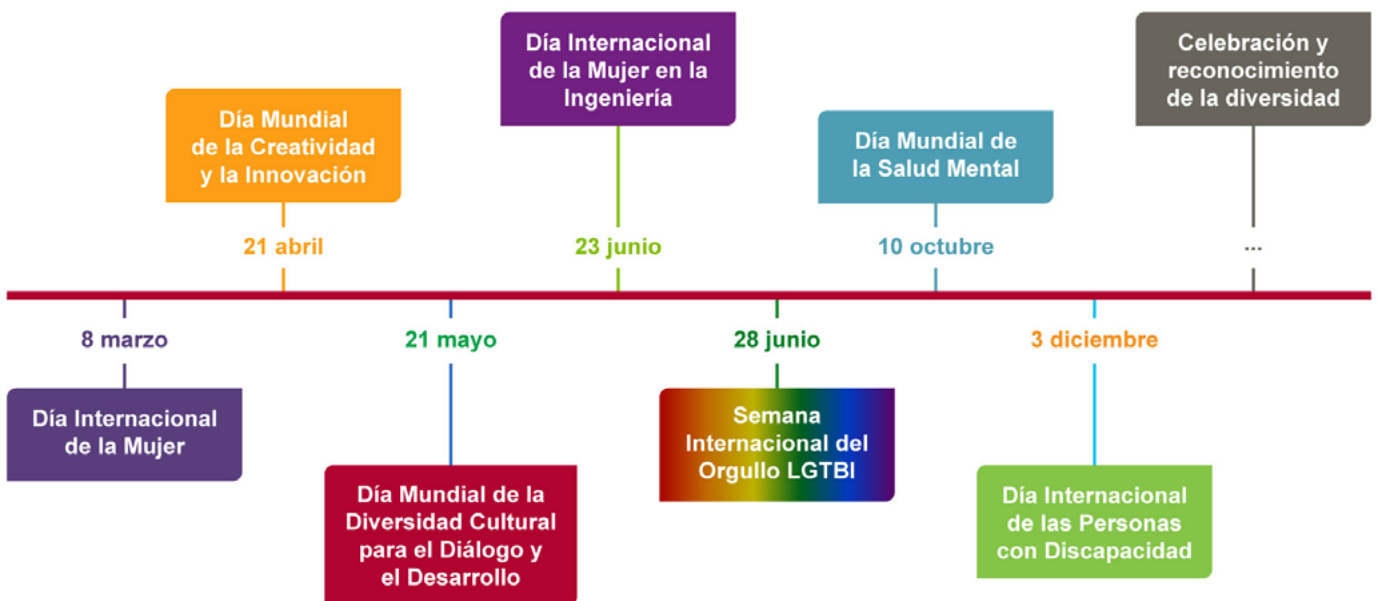 Día Internacional
de la Mujer en la
Ingeniería
Celebración y
reconocimiento
de la diversidad
Día Mundial
de la Creatividad
y la Innovación
Día Mundial de
la Salud Mental
21 abril
23 junio
10 octubre
...
8 marzo
21 mayo
28 junio
3 diciembre
Día Internacional
de la Mujer
Semana
Internacional del
Orgullo LGTBI
Día Mundial de la
Diversidad Cultural
para el Diálogo y
el Desarrollo
Día Internacional
de las Personas
con Discapacidad